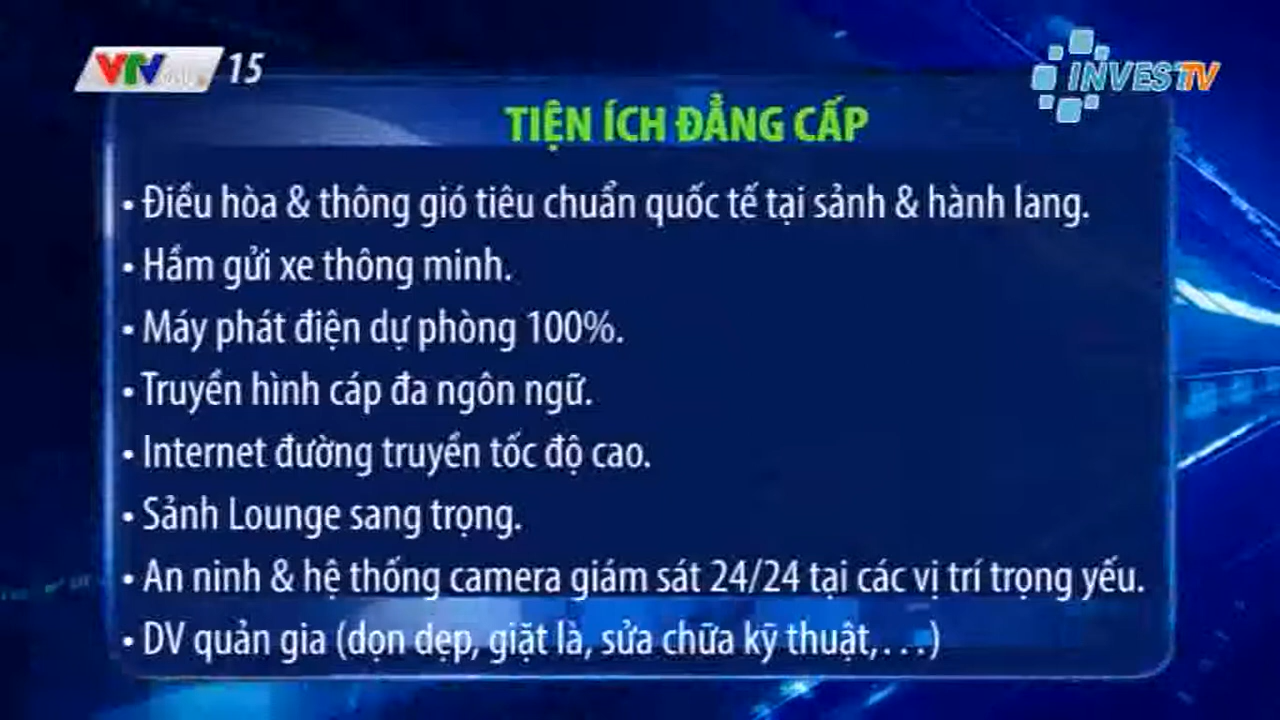 VTV 15
INVEST TV
TIỆN ÍCH ĐẲNG CẤP
• Điều hòa & thông gió tiêu chuẩn quốc tế tại sảnh & hành lang.
• Hầm gửi xe thông minh.
• Máy phát điện dự phòng 100%.
• Truyền hình cáp đa ngôn ngữ.
• Internet đường truyền tốc độ cao.
• Sảnh Lounge sang trọng.
• An ninh & hệ thống camera giám sát 24/24 tại các vị trí trọng yếu.
• DV quản gia (dọn dẹp, giặt là, sửa chữa kỹ thuật,...)